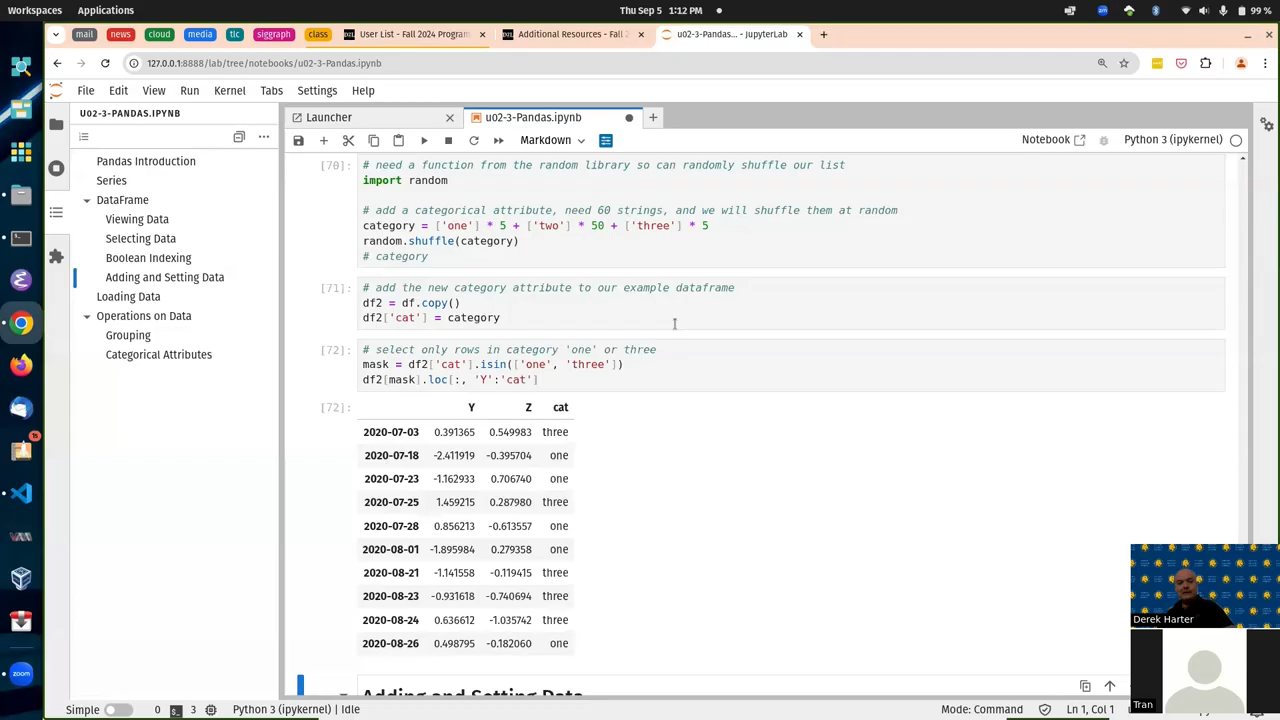 Workspaces Applications Thu Sep 5 1:12 PM 99 %
mail news cloud media tlc siggraph class D2L User List - Fall 2024 Program D2L Additional Resources - Fall 2 u02-3-Pandas... - JupyterLab
127.0.0.1:8888/lab/tree/notebooks/u02-3-Pandas.ipynb
File Edit View Run Kernel Tabs Settings Help
U02-3-PANDAS.IPYNB
Launcher u02-3-Pandas.ipynb
Markdown Notebook Python 3 (ipykernel)
Pandas Introduction
Series
DataFrame
Viewing Data
Selecting Data
Boolean Indexing
Adding and Setting Data
Loading Data
Operations on Data
Grouping
Categorical Attributes
[70]: # need a function from the random library so can randomly shuffle our list
import random
# add a categorical attribute, need 60 strings, and we will shuffle them at random
category = ['one'] * 5 + ['two'] * 50 + ['three'] * 5
random.shuffle(category)
# category
[71]: # add the new category attribute to our example dataframe
df2 = df.copy()
df2['cat'] = category
[72]: # select only rows in category 'one' or three
mask = df2['cat'].isin(['one', 'three'])
df2[mask].loc[:, 'Y':'cat']
[72]: Y Z cat
2020-07-03 0.391365 0.549983 three
2020-07-18 -2.411919 -0.395704 one
2020-07-23 -1.162933 0.706740 one
2020-07-25 1.459215 0.287980 three
2020-07-28 0.856213 -0.613557 one
2020-08-01 -1.895984 0.279358 one
2020-08-21 -1.141558 -0.119415 three
2020-08-23 -0.931618 -0.740694 three
2020-08-24 0.636612 -1.035742 three
2020-08-26 0.498795 -0.182060 one
Adding and Setting Data
15
Derek Harter
Tran
Simple 0 3 Python 3 (ipykernel) | Idle Mode: Command Ln 1, Col 1